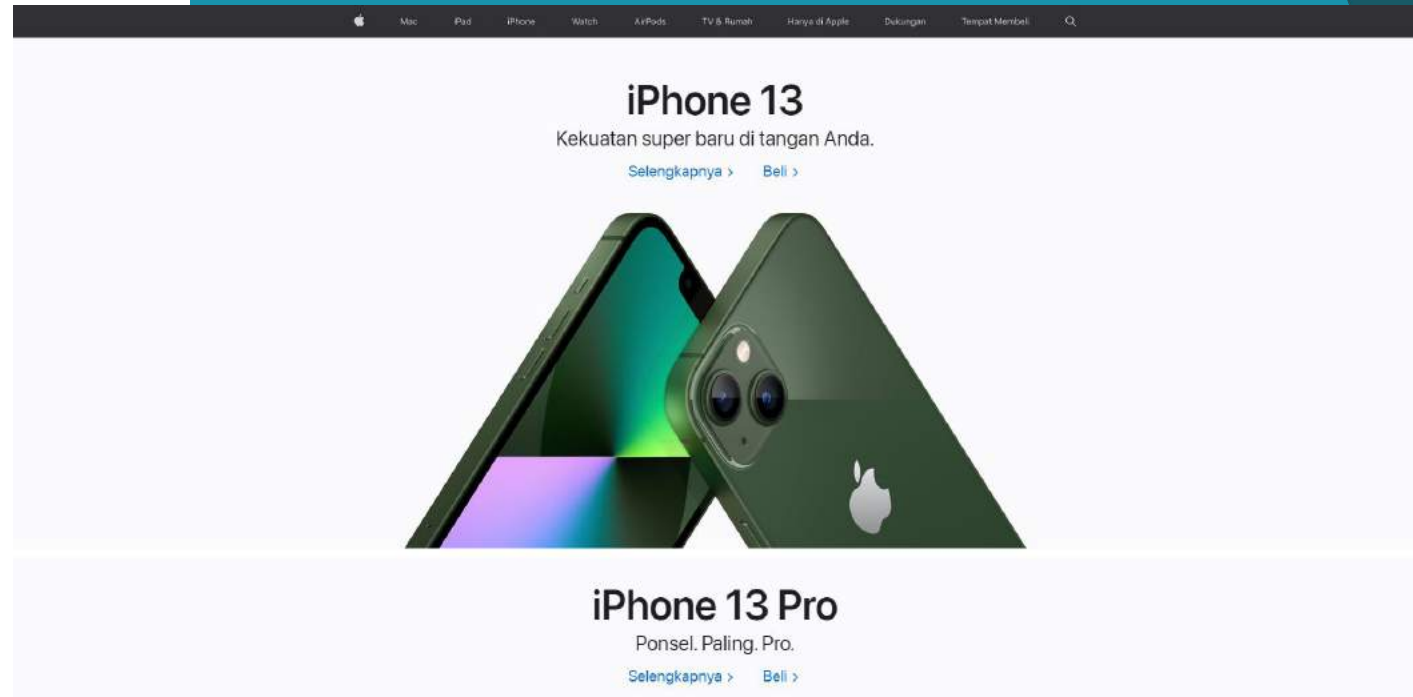 Mac iPad iPhone Watch AirPods TV & Rumah Hanya di Apple Dukungan Tempat Membeli
iPhone 13
Kekuatan super baru di tangan Anda.
Selengkapnya > Beli >
iPhone 13 Pro
Ponsel. Paling. Pro.
Selengkapnya > Beli >